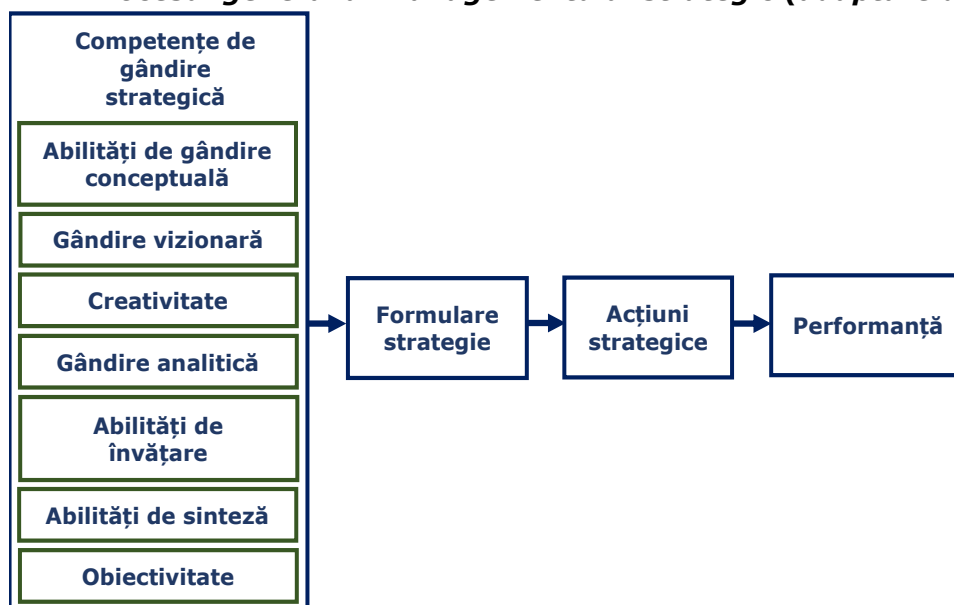 Competențe de
gândire
strategică
Abilități de gândire
conceptuală
Gândire vizionară
Creativitate
Gândire analitică
Abilități de
învățare
Abilități de sinteză
Obiectivitate
Formulare
strategie
Acțiuni
strategice
Performanță